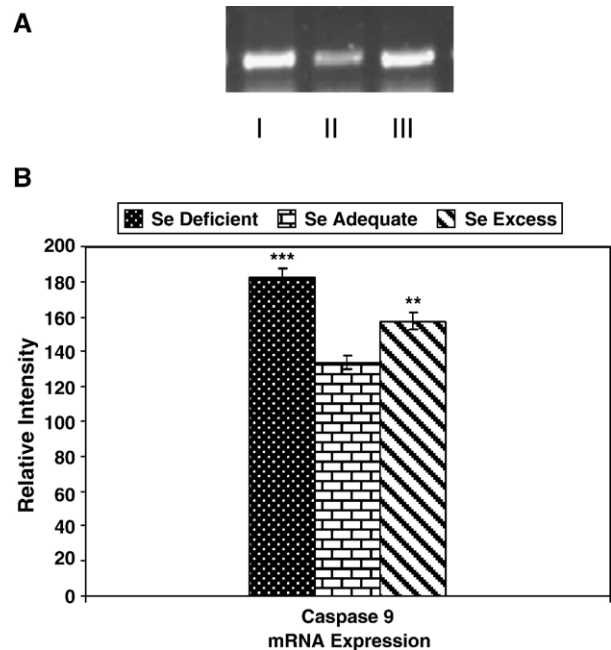 A
I II III
B
Se Deficient Se Adequate Se Excess
200
180
160
140
120
100
80
60
40
20
0
Relative Intensity
***
**
Caspase 9
mRNA Expression